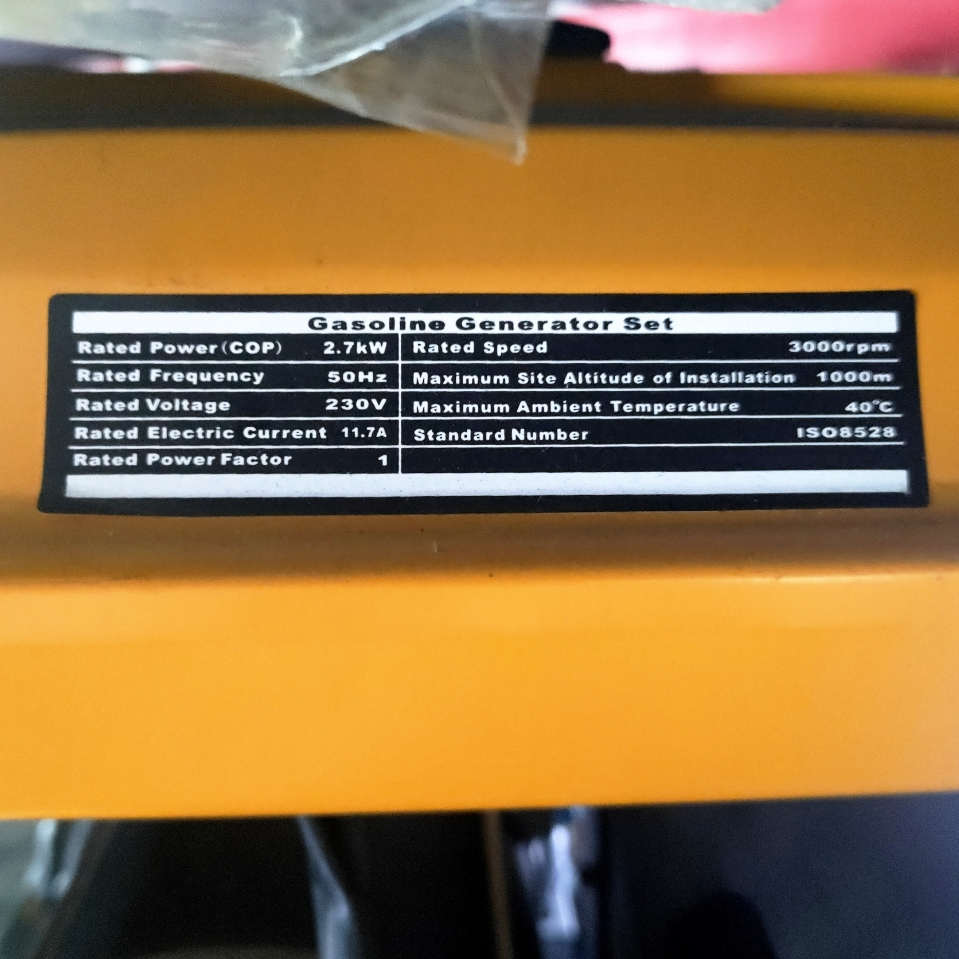 Gasoline Generator Set
Rated Power(COP) 2.7kW Rated Speed 3000rpm
Rated Frequency 50Hz Maximum Site Altitude of Installation 1000m
Rated Voltage 230V Maximum Ambient Temperature 40°C
Rated Electric Current 11.7A Standard Number ISO8528
Rated Power Factor 1